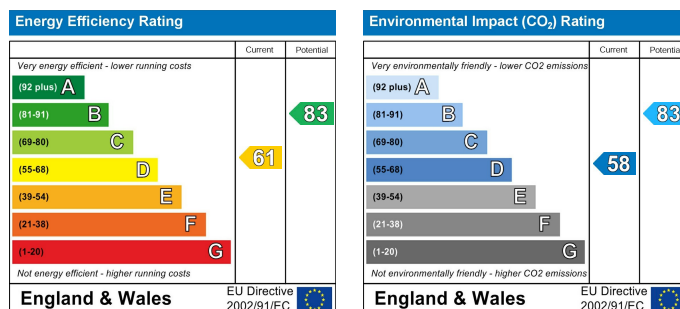 Energy Efficiency Rating
Current Potential
Very energy efficient - lower running costs
(92 plus) A
(81-91) B
83
(69-80) C
61
(55-68) D
(39-54) E
(21-38) F
(1-20) G
Not energy efficient - higher running costs
England & Wales
EU Directive
2002/91/EC
Environmental Impact (CO₂) Rating
Current Potential
Very environmentally friendly - lower CO2 emissions
(92 plus) A
(81-91) B
83
(69-80) C
(55-68) D
58
(39-54) E
(21-38) F
(1-20) G
Not environmentally friendly - higher CO2 emissions
England & Wales
EU Directive
2002/91/EC